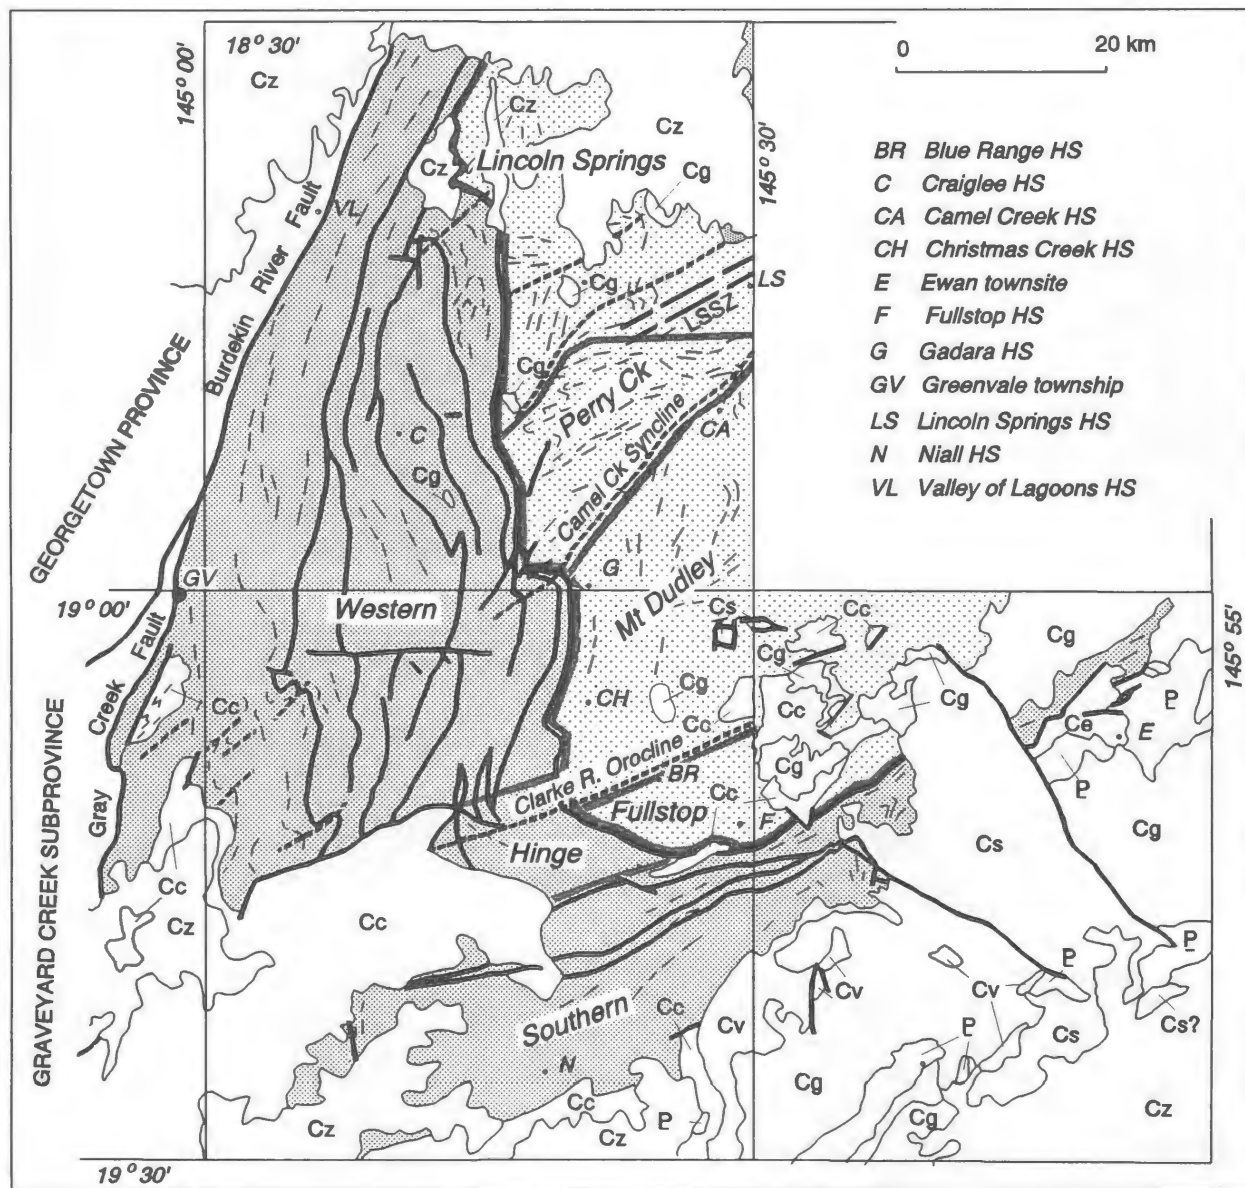 18° 30'
145° 00'
Cz
0 20 km
Cz
Cz
145° 30'
Cz
Lincoln Springs
Cg
VL
Burdekin River Fault
Cg
LS
LSSZ
GEORGETOWN PROVINCE
Cg
Perry Ck
Camel Ck Syncline
CA
C
Cg
BR Blue Range HS
C Craiglee HS
CA Camel Creek HS
CH Christmas Creek HS
E Ewan townsite
F Fullstop HS
G Gadara HS
GV Greenvale township
LS Lincoln Springs HS
N Niall HS
VL Valley of Lagoons HS
GV
G
19° 00'
Western
Mt Dudley
Cs
Cc
Cg
145° 55'
Gray Creek Fault
Cc
CH
Cg
Cg
Cc
Cg
P
Cc
Ce
E
Clarke R. Orocline
BR
Cg
P
GRAVEYARD CREEK SUBPROVINCE
Fullstop
Cc
F
Cg
Hinge
Cs
Cc
Cz
Cc
P
P
Southern
Cc
Cv
Cv
Cv
Cs
Cs?
N
P
Cg
Cc
Cz
Cz
P
Cg
Cz
19° 30'